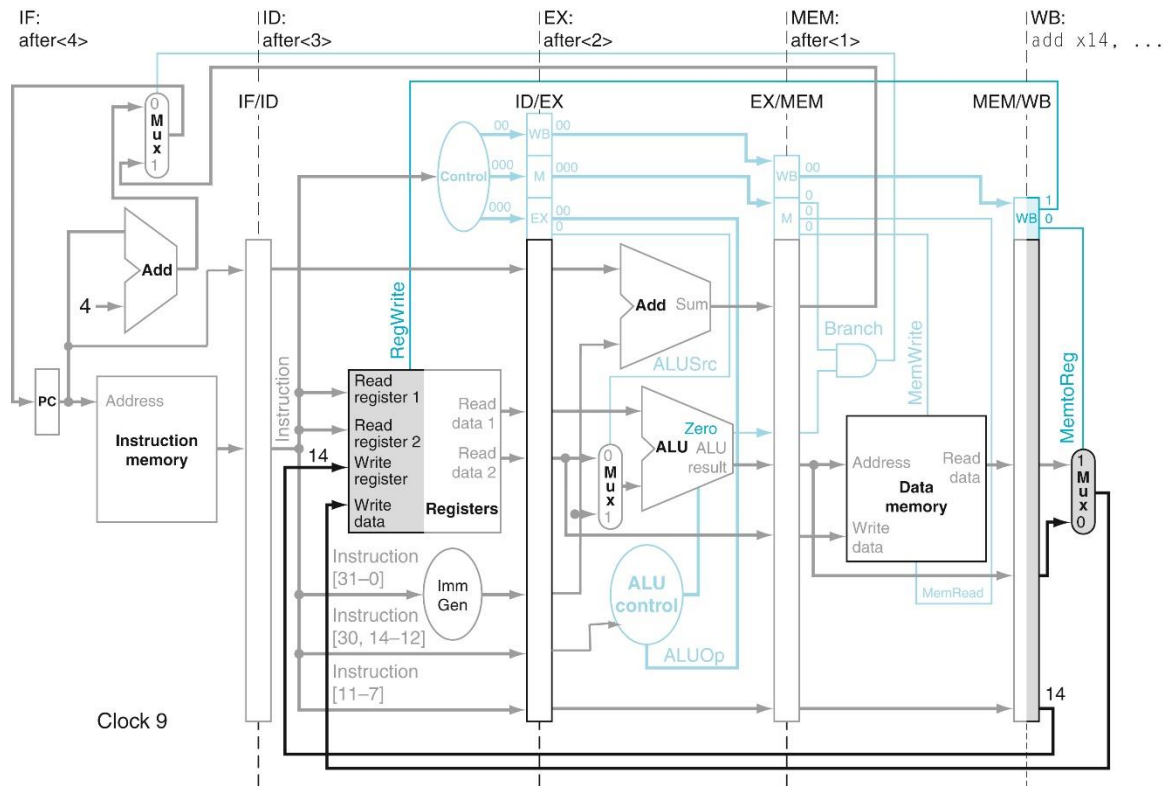 IF:
after<4>
ID:
after<3>
EX:
after<2>
MEM:
after<1>
WB:
add x14, ...
IF/ID
ID/EX
EX/MEM
MEM/WB
0
Mux
1
Control
00
000
000
WB
M
EX
00
000
00
0
WB
M
00
0
0
0
WB
1
0
Add
4
RegWrite
Add Sum
Branch
ALUSrc
MemWrite
MemtoReg
PC
Address
Instruction
memory
Instruction
Read
register 1
Read
register 2
Write
register
Write
data
Read
data 1
Read
data 2
Registers
14
0
Mux
1
Zero
ALU
ALU
result
Address
Read
data
Data
memory
Write
data
1
Mux
0
Instruction
[31–0]
Imm
Gen
Instruction
[30, 14–12]
ALU
control
MemRead
ALUOp
Instruction
[11–7]
14
Clock 9